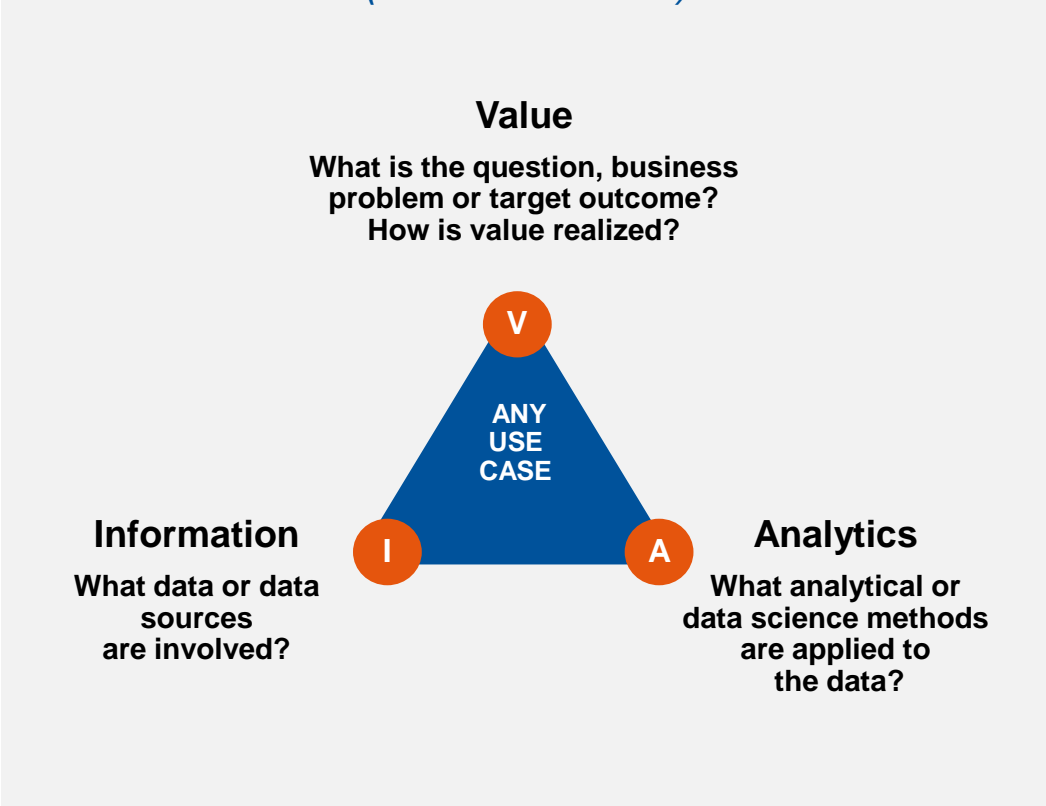 Value
What is the question, business
problem or target outcome?
How is value realized?
V
ANY
USE
CASE
Information
I
A
Analytics
What data or data
sources
are involved?
What analytical or
data science methods
are applied to
the data?